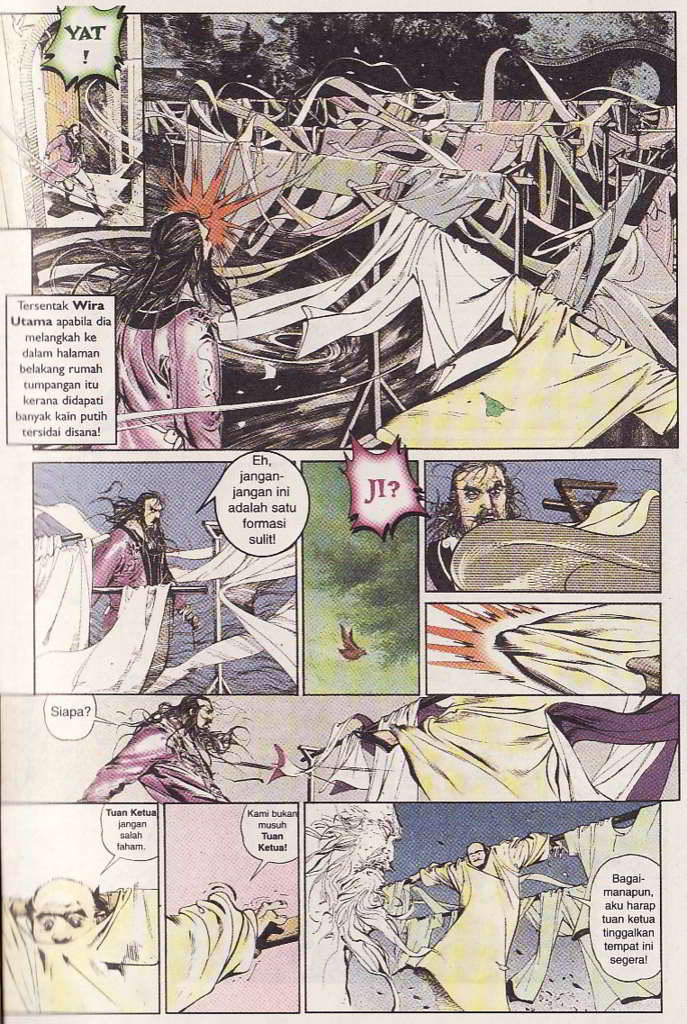 YAT
!
Tersentak Wira
Utama apabila dia
melangkah ke
dalam halaman
belakang rumah
tumpangan itu
kerana didapati
banyak kain putih
tersidai disana!
Eh,
jangan-
jangan ini
adalah satu
formasi
sulit!
JI?
Siapa?
Tuan Ketua
jangan
salah
faham.
Kami bukan
musuh
Tuan
Ketua!
Bagai-
manapun,
aku harap
tuan ketua
tinggalkan
tempat ini
segera!